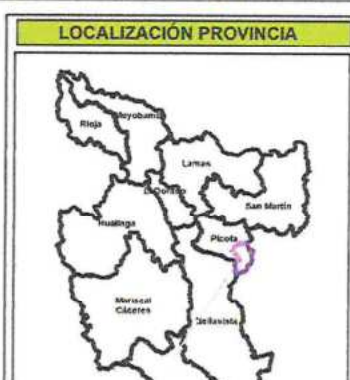 LOCALIZACIÓN PROVINCIA
Moyobamba
Rioja
Lamas
El Dorado
San Martín
Huallaga
Picota
Mariscal
Cáceres
Bellavista